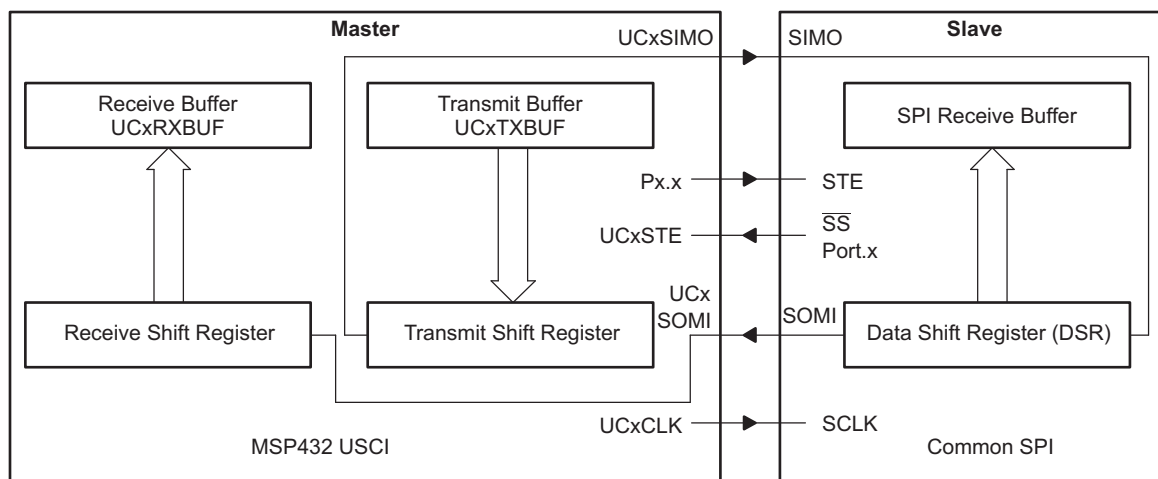 Master
Slave
UCxSIMO
SIMO
Receive Buffer
UCxRXBUF
Transmit Buffer
UCxTXBUF
SPI Receive Buffer
Px.x
STE
UCxSTE
SS
Port.x
UCx
SOMI
SOMI
Receive Shift Register
Transmit Shift Register
Data Shift Register (DSR)
UCxCLK
SCLK
MSP432 USCI
Common SPI